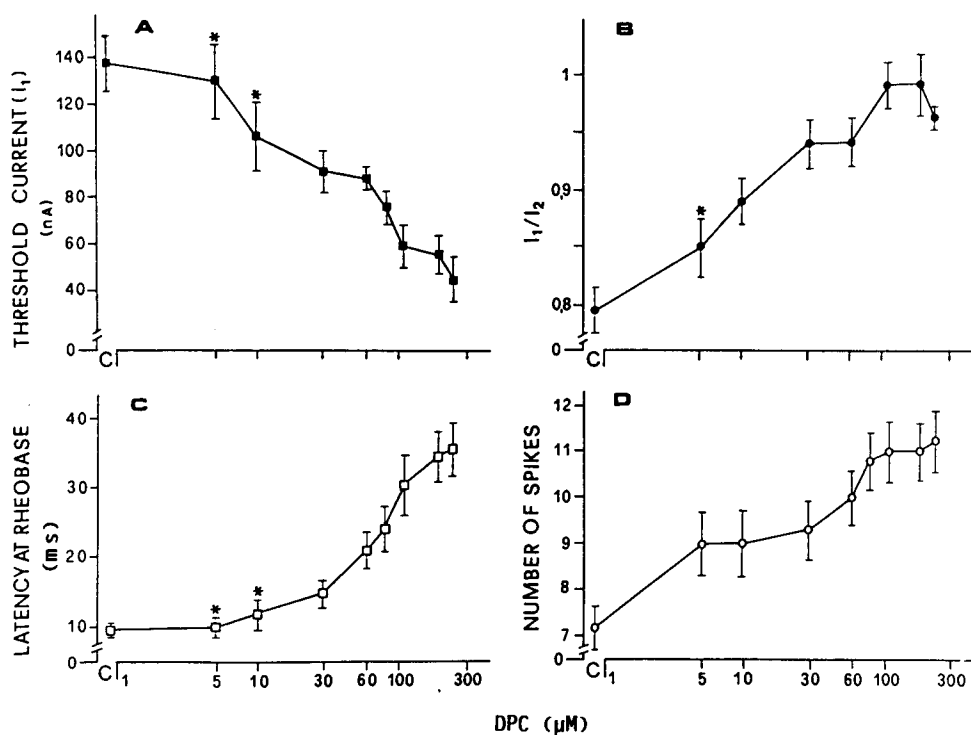 A
THRESHOLD CURRENT (I1)
(nA)
140
120
100
80
60
40
0
*
*
C 1
B
I1/I2
1
0,9
0,8
0
*
C 1
C
LATENCY AT RHEOBASE
(ms)
40
30
20
10
0
*
*
C 1 5 10 30 60 100 300
D
NUMBER OF SPIKES
12
11
10
9
8
7
0
C 1 5 10 30 60 100 300
DPC (µM)